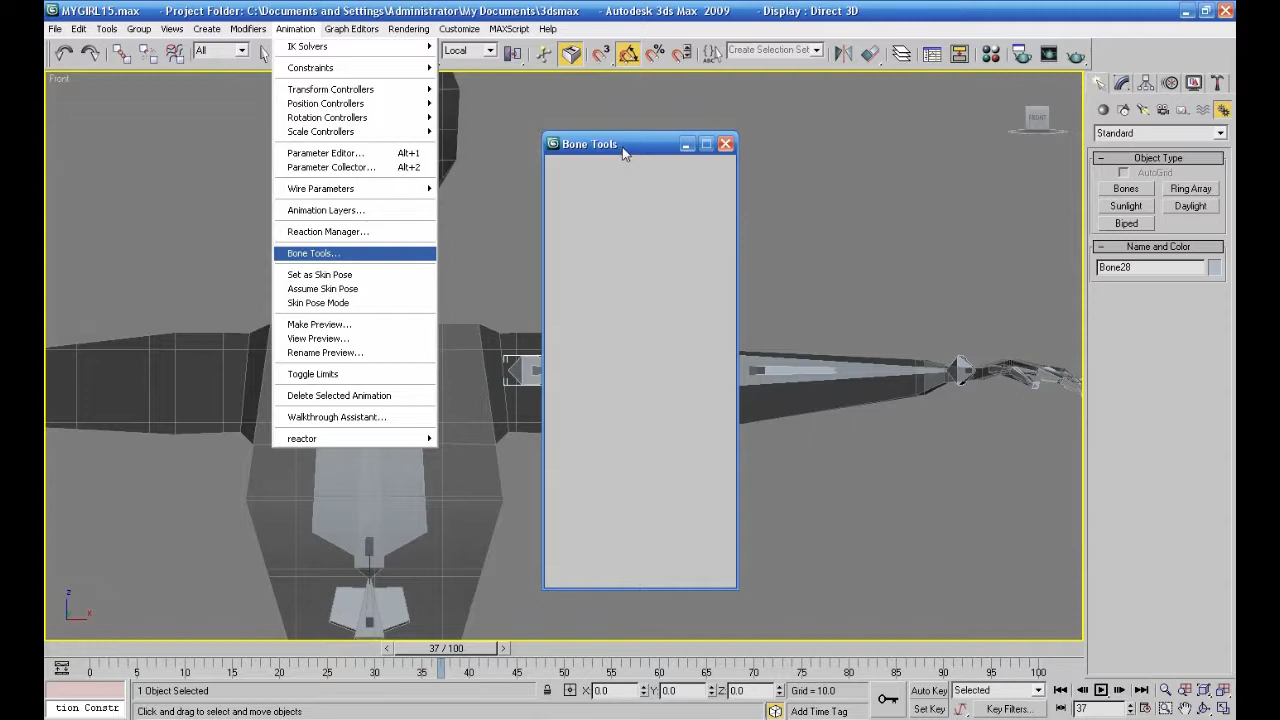 MYGIRL15.max - Project Folder: C:\Documents and Settings\Administrator\My Documents\3dsmax - Autodesk 3ds Max 2009 - Display : Direct 3D
File Edit Tools Group Views Create Modifiers Animation Graph Editors Rendering Customize MAXScript Help
All
Local
3
3
%
ABC
Create Selection Set
Front
IK Solvers
Constraints
Transform Controllers
Position Controllers
Rotation Controllers
Scale Controllers
Parameter Editor... Alt+1
Parameter Collector... Alt+2
Wire Parameters
Animation Layers...
Reaction Manager...
Bone Tools...
Set as Skin Pose
Assume Skin Pose
Skin Pose Mode
Make Preview...
View Preview...
Rename Preview...
Toggle Limits
Delete Selected Animation
Walkthrough Assistant...
reactor
Bone Tools
FRONT
Standard
Object Type
AutoGrid
Bones Ring Array
Sunlight Daylight
Biped
Name and Color
Bone28
z
x
37 / 100
0 5 10 15 20 25 30 35 40 45 50 55 60 65 70 75 80 85 90 95 100
1 Object Selected X 0.0 Y 0.0 Z 0.0 Grid = 10.0 Auto Key Selected
tion Constr Click and drag to select and move objects Add Time Tag Set Key Key Filters... 37